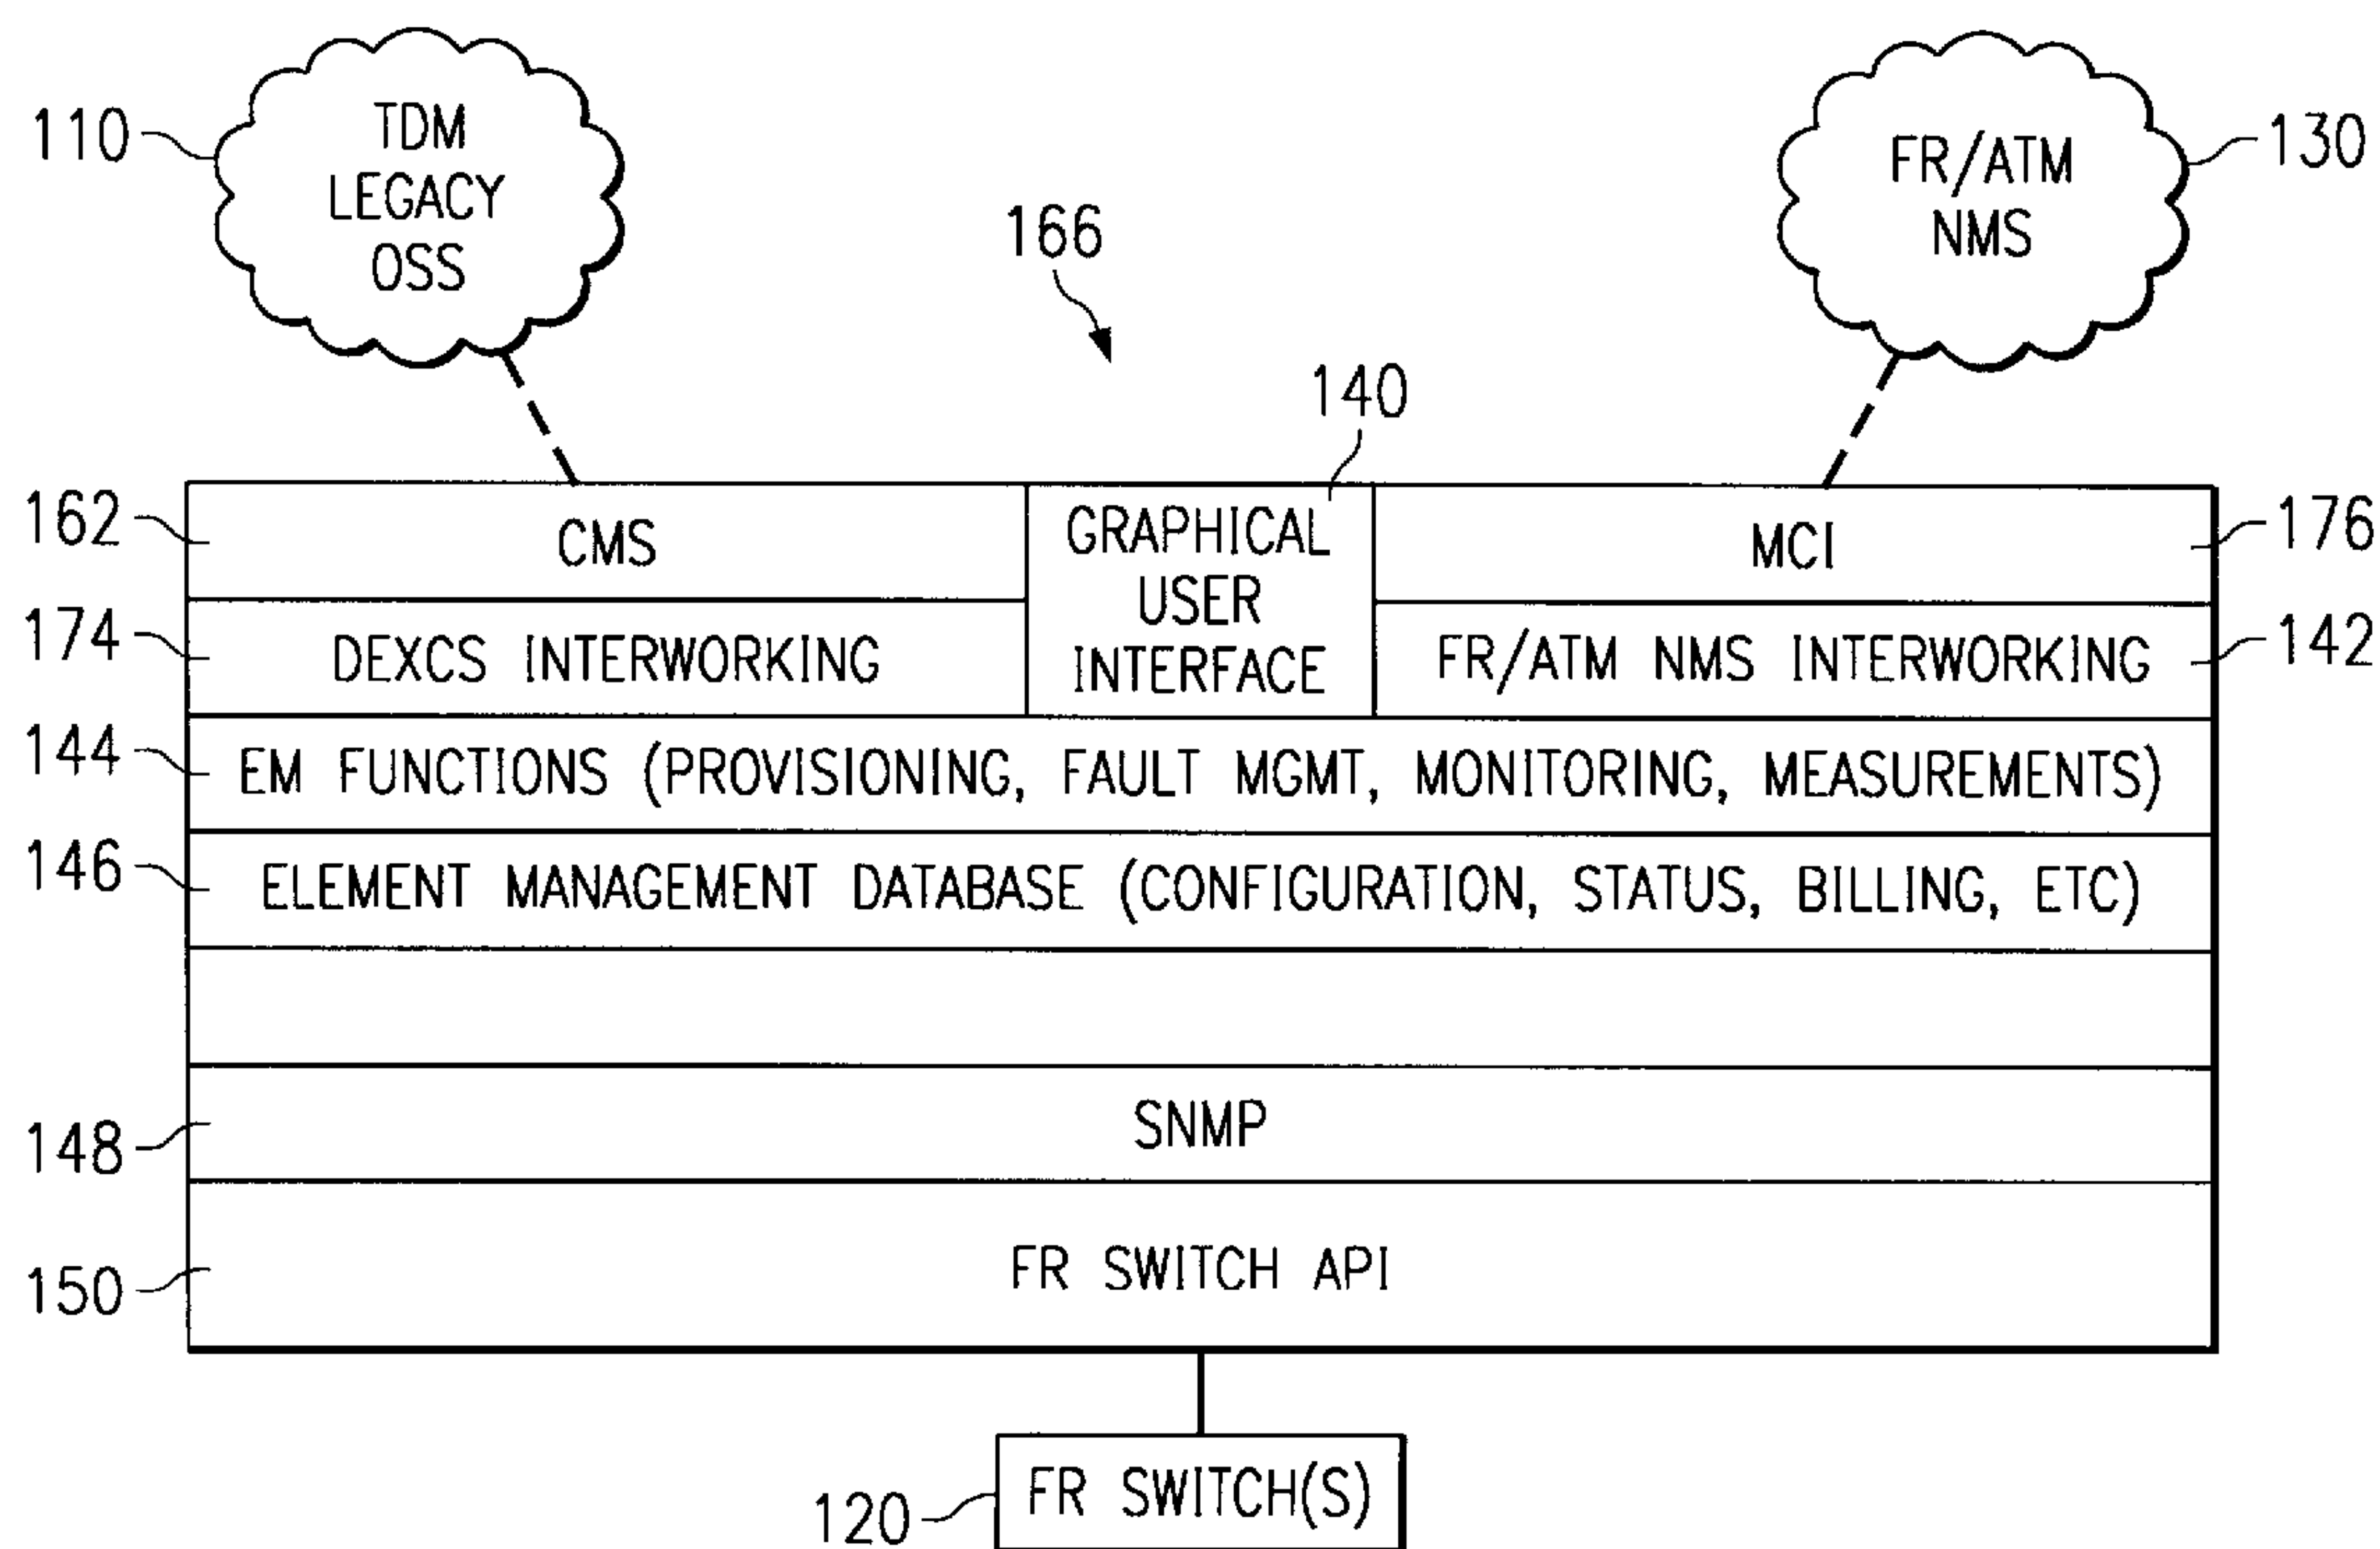 110
TDM
LEGACY
OSS
166
FR/ATM
NMS
130
140
162
CMS
GRAPHICAL
USER
INTERFACE
MCI
176
174
DEXCS INTERWORKING
FR/ATM NMS INTERWORKING
142
144
EM FUNCTIONS (PROVISIONING, FAULT MGMT, MONITORING, MEASUREMENTS)
146
ELEMENT MANAGEMENT DATABASE (CONFIGURATION, STATUS, BILLING, ETC)
148
SNMP
150
FR SWITCH API
120
FR SWITCH(S)